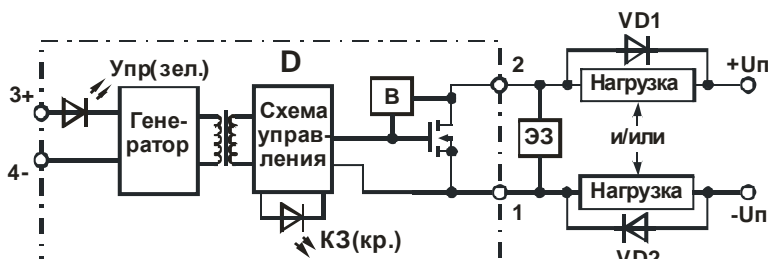 D
VD1
Упр(зел.)
2
+Uп
3+
Гене-
ратор
Схема
управ-
ления
В
Нагрузка
ЭЗ
и/или
4-
Нагрузка
1
-Uп
КЗ(кр.)
VD2